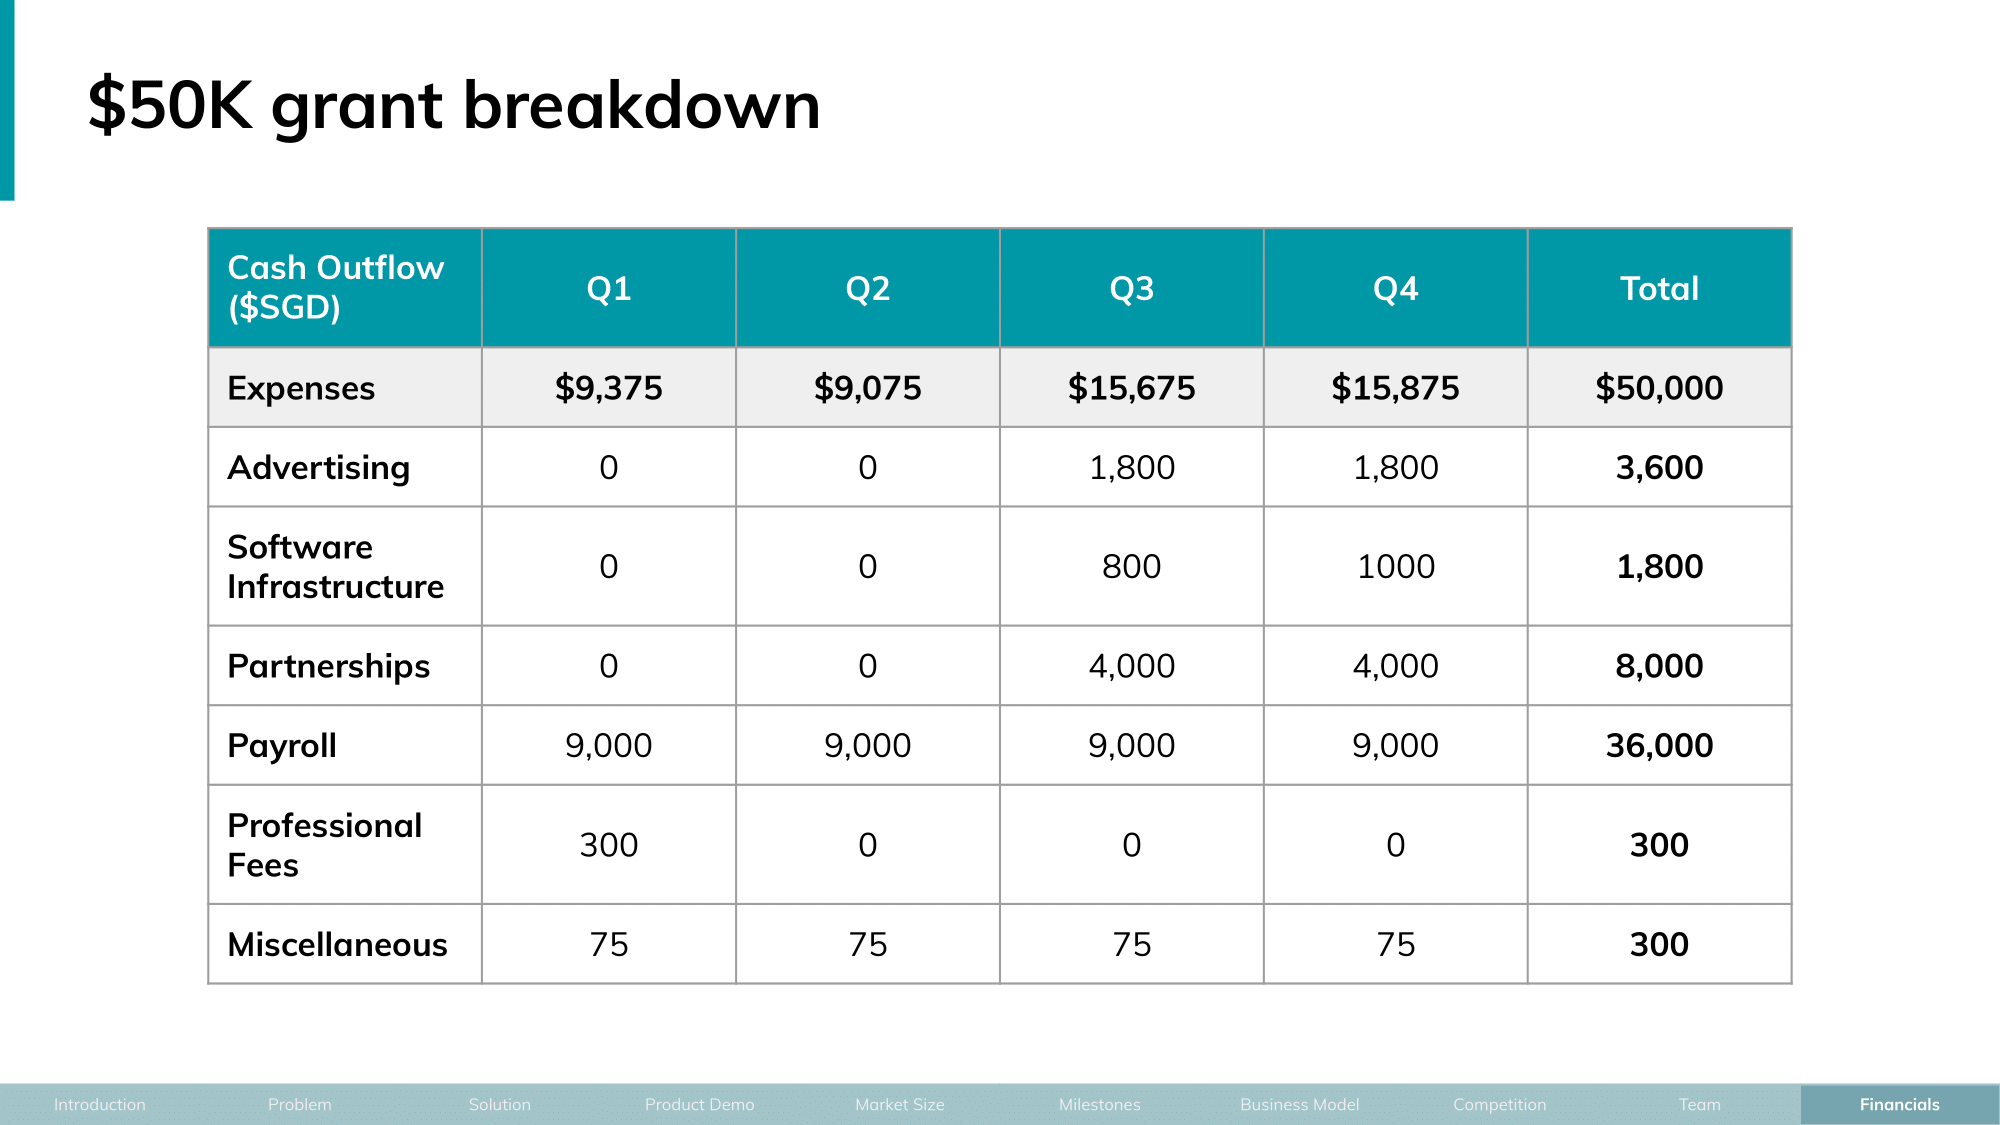 $50K grant breakdown
Cash Outflow
($SGD)
Q1
Q2
Q3
Q4
Total
Expenses
$9,375
$9,075
$15,675
$15,875
$50,000
Advertising
0
0
1,800
1,800
3,600
Software
Infrastructure
0
0
800
1000
1,800
Partnerships
0
0
4,000
4,000
8,000
Payroll
9,000
9,000
9,000
9,000
36,000
Professional
Fees
300
0
0
0
300
Miscellaneous
75
75
75
75
300
Introduction
Problem
Solution
Product Demo
Market Size
Milestones
Business Model
Competition
Team
Financials